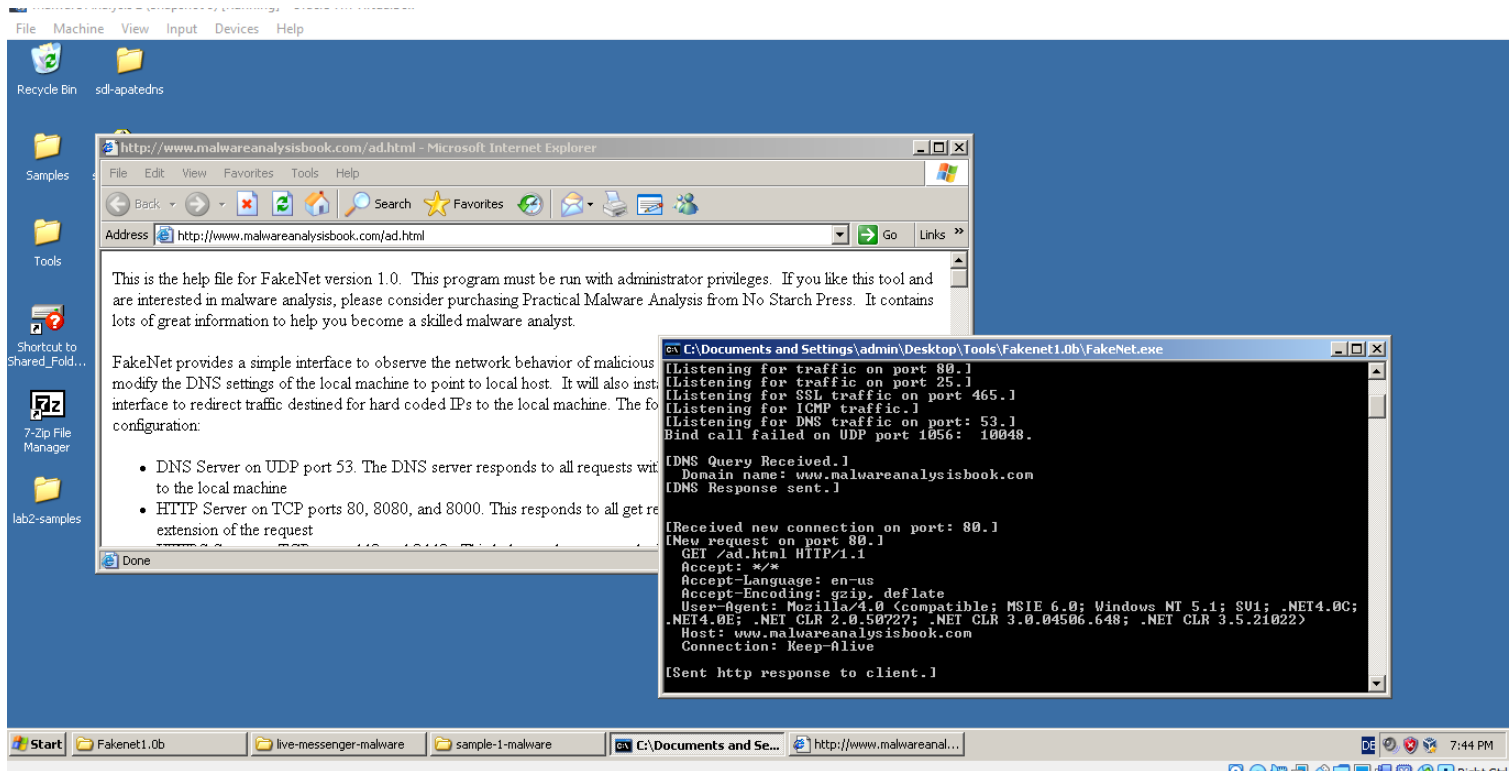 File Machine View Input Devices Help
Recycle Bin
sdl-apatedns
Samples
Tools
Shortcut to
Shared_Fold...
7-Zip File
Manager
lab2-samples
http://www.malwareanalysisbook.com/ad.html - Microsoft Internet Explorer
File Edit View Favorites Tools Help
Back Search Favorites
Address http://www.malwareanalysisbook.com/ad.html Go Links »
This is the help file for FakeNet version 1.0. This program must be run with administrator privileges. If you like this tool and
are interested in malware analysis, please consider purchasing Practical Malware Analysis from No Starch Press. It contains
lots of great information to help you become a skilled malware analyst.
FakeNet provides a simple interface to observe the network behavior of malicious
modify the DNS settings of the local machine to point to local host. It will also inst
interface to redirect traffic destined for hard coded IPs to the local machine. The fo
configuration:
• DNS Server on UDP port 53. The DNS server responds to all requests wit
to the local machine
• HTTP Server on TCP ports 80, 8080, and 8000. This responds to all get re
extension of the request
Done
C:\Documents and Settings\admin\Desktop\Tools\Fakenet1.0b\FakeNet.exe
[Listening for traffic on port 80.]
[Listening for traffic on port 25.]
[Listening for SSL traffic on port 465.]
[Listening for ICMP traffic.]
[Listening for DNS traffic on port: 53.]
Bind call failed on UDP port 1056: 10048.
[DNS Query Received.]
Domain name: www.malwareanalysisbook.com
[DNS Response sent.]
[Received new connection on port: 80.]
[New request on port 80.]
GET /ad.html HTTP/1.1
Accept: */*
Accept-Language: en-us
Accept-Encoding: gzip, deflate
User-Agent: Mozilla/4.0 (compatible; MSIE 6.0; Windows NT 5.1; SV1; .NET4.0C;
.NET4.0E; .NET CLR 2.0.50727; .NET CLR 3.0.04506.648; .NET CLR 3.5.21022)
Host: www.malwareanalysisbook.com
Connection: Keep-Alive
[Sent http response to client.]
Start Fakenet1.0b live-messenger-malware sample-1-malware C:\Documents and Se... http://www.malwareanal... DE 7:44 PM